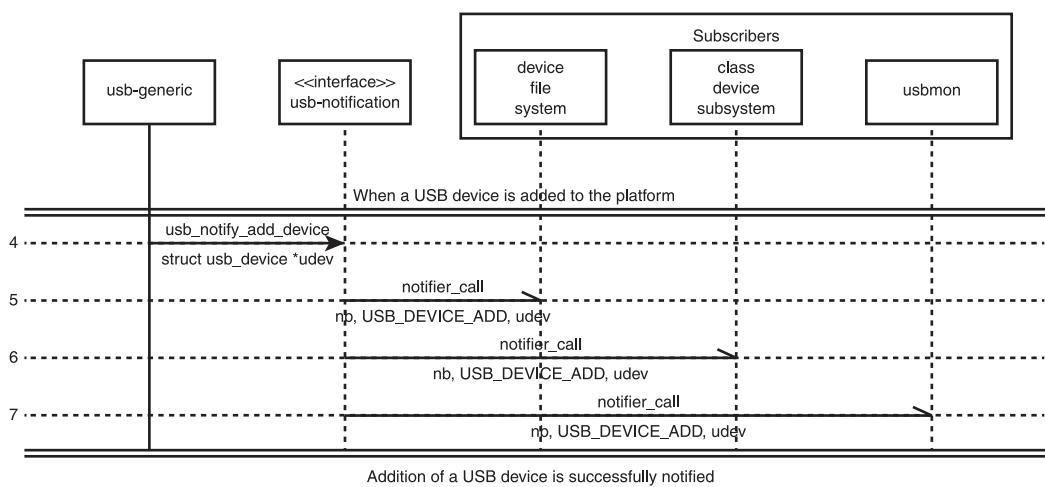 Subscribers
usb-generic
<<interface>>
usb-notification
device
file
system
class
device
subsystem
usbmon
When a USB device is added to the platform
4
usb_notify_add_device
struct usb_device *udev
5
notifier_call
nb, USB_DEVICE_ADD, udev
6
notifier_call
nb, USB_DEVICE_ADD, udev
7
notifier_call
nb, USB_DEVICE_ADD, udev
Addition of a USB device is successfully notified